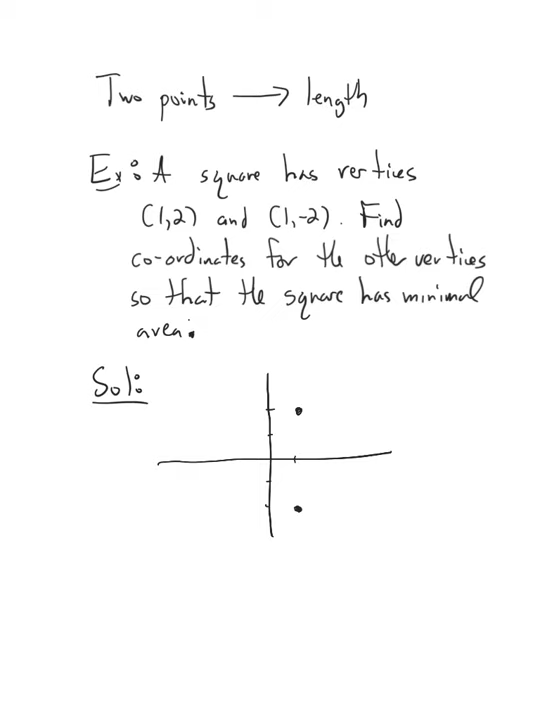 Two points → length
Ex: A square has vertices
(1,2) and (1,-2). Find
co-ordinates for the other vertices
so that the square has minimal
area.
Sol: